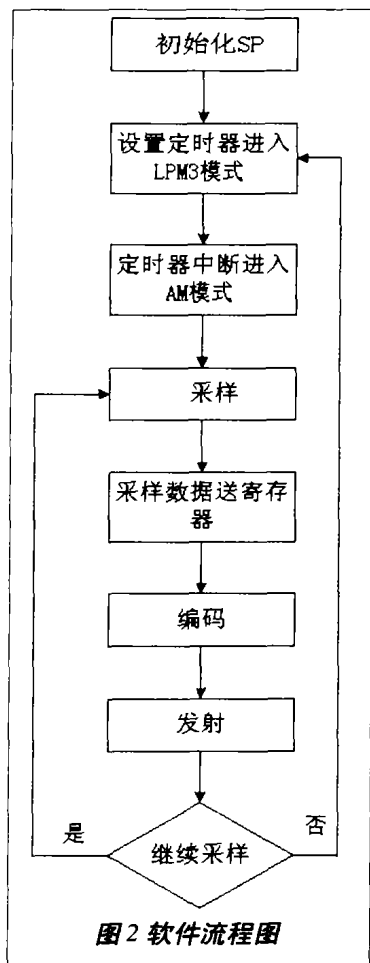 初始化SP
设置定时器进入
LPM3模式
定时器中断进入
AM模式
采样
采样数据送寄存
器
编码
发射
是
否
继续采样
图2 软件流程图